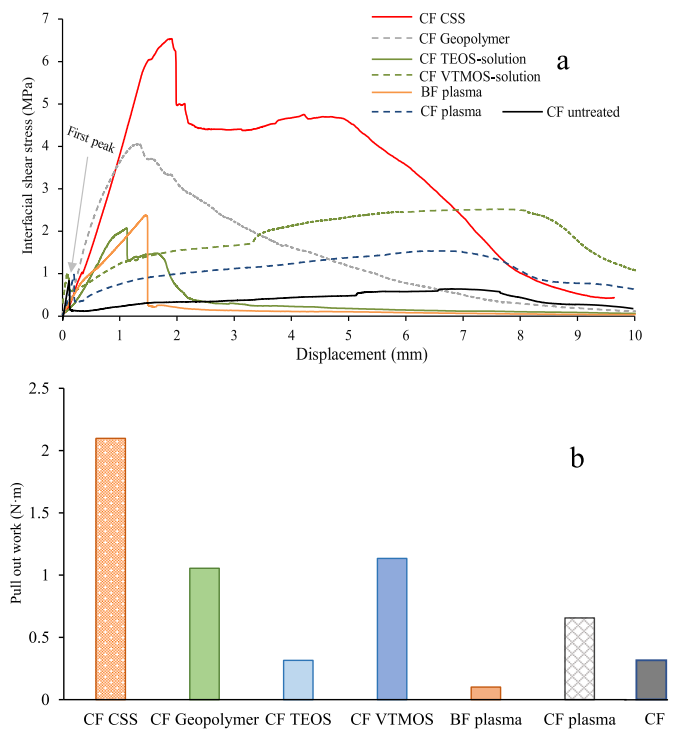 7
6
5
4
3
2
1
0
Interfacial shear stress (MPa)
First peak
CF CSS
CF Geopolymer
CF TEOS-solution
CF VTMOS-solution
BF plasma
CF plasma
CF untreated
a
0 1 2 3 4 5 6 7 8 9 10
Displacement (mm)
2.5
2
1.5
1
0.5
0
Pull out work (N·m)
b
CF CSS CF Geopolymer CF TEOS CF VTMOS BF plasma CF plasma CF